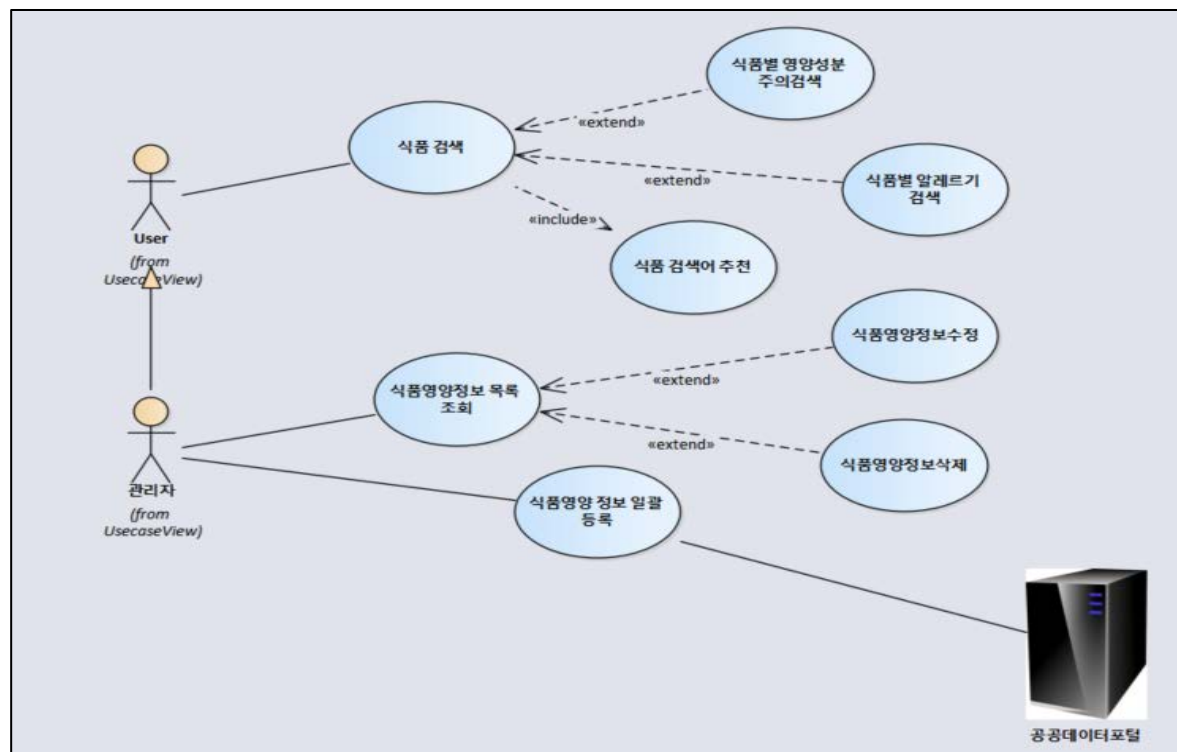 식품별 영양성분
주의검색
«extend»
식품 검색
«extend»
식품별 알레르기
검색
«include»
User
(from
UsecaseView)
식품 검색어 추천
식품영양정보수정
«extend»
식품영양정보 목록
조회
«extend»
식품영양정보삭제
관리자
(from
UsecaseView)
식품영양 정보 일괄
등록
공공데이터포털